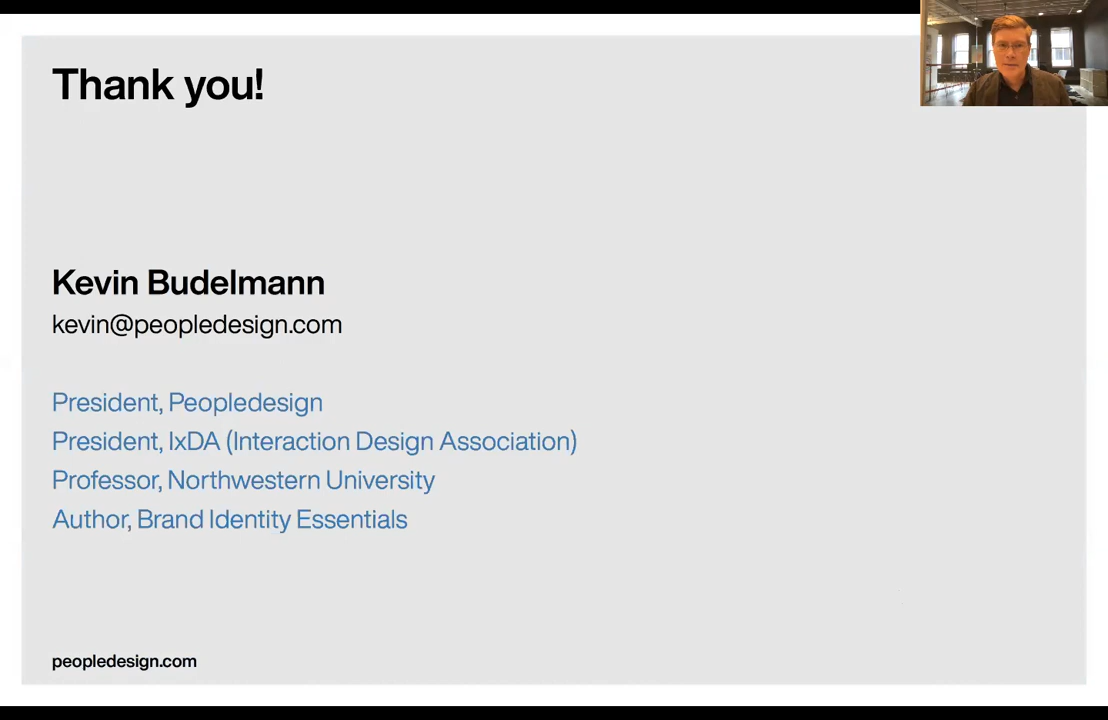 Thank you!
Kevin Budelmann
kevin@peopledesign.com
President, Peopledesign
President, IxDA (Interaction Design Association)
Professor, Northwestern University
Author, Brand Identity Essentials
peopledesign.com